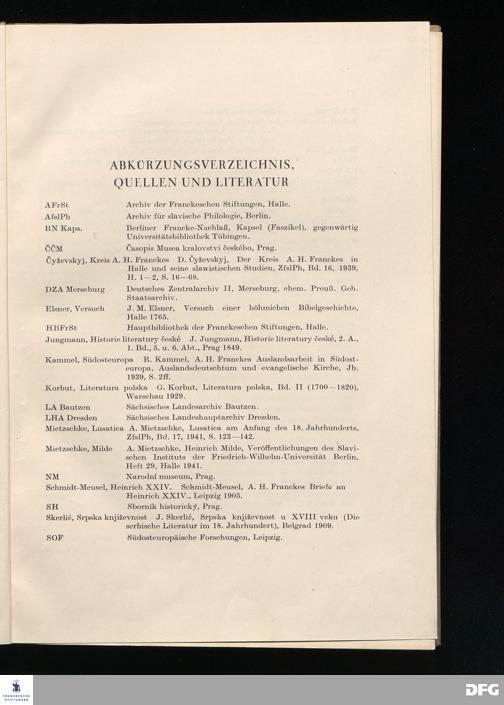 ABKÜRZUNGSVERZEICHNIS,
QUELLEN UND LITERATUR
AFrSt Archiv der Franckeschen Stiftungen, Halle.
AfslPh Archiv für slavische Philologie, Berlin.
BN Kaps. Berliner Francke-Nachlaß, Kapsel (Faszikel), gegenwärtig
Universitätsbibliothek Tübingen.
ČČM Časopis Musea kralovstvi českého, Prag.
Čyževskyj, Kreis A. H. Franckes D. Čyževskyj, Der Kreis A. H. Franckes in
Halle und seine slawistischen Studien, ZfslPh, Bd. 16, 1939,
H. 1—2, S. 16—68.
DZA Merseburg Deutsches Zentralarchiv II, Merseburg, ehem. Preuß. Geh.
Staatsarchiv.
Elsner, Versuch J. M. Elsner, Versuch einer böhmischen Bibelgeschichte,
Halle 1765.
HBFrSt Hauptbibliothek der Franckeschen Stiftungen, Halle.
Jungmann, Historie literatury české J. Jungmann, Historie literatury české, 2. A.,
1. Bd., 5. u. 6. Abt., Prag 1849.
Kammel, Südosteuropa R. Kammel, A. H. Franckes Auslandsarbeit in Südost-
europa, Auslandsdeutschtum und evangelische Kirche, Jb.
1939, S. 2ff.
Korbut, Literatura polska G. Korbut, Literatura polska, Bd. II (1700—1820),
Warschau 1929.
LA Bautzen Sächsisches Landesarchiv Bautzen.
LHA Dresden Sächsisches Landeshauptarchiv Dresden.
Mietzschke, Lusatica A. Mietzschke, Lusatica am Anfang des 18. Jahrhunderts,
ZfslPh, Bd. 17, 1941, S. 123—142.
Mietzschke, Milde A. Mietzschke, Heinrich Milde, Veröffentlichungen des Slavi-
schen Instituts der Friedrich-Wilhelm-Universität Berlin,
Heft 29, Halle 1941.
NM Narodní museum, Prag.
Schmidt-Meusel, Heinrich XXIV. Schmidt-Meusel, A. H. Franckes Briefe an
Heinrich XXIV., Leipzig 1905.
SH Sborník historický, Prag.
Skerlić, Srpska književnost J. Skerlić, Srpska književnost u XVIII veku (Die
serbische Literatur im 18. Jahrhundert), Belgrad 1909.
SOF Südosteuropäische Forschungen, Leipzig.
FRANCKESCHE
STIFTUNGEN
DFG